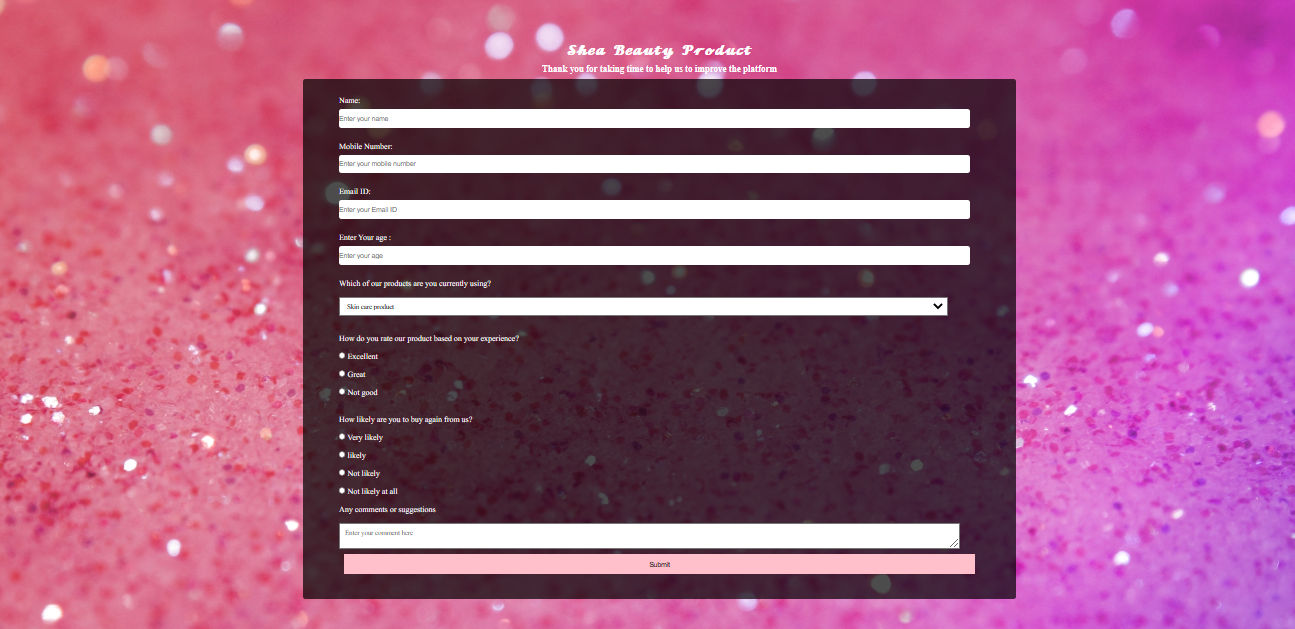 Shea Beauty Product
Thank you for taking time to help us to improve the platform
Name:
Enter your name
Mobile Number:
Enter your mobile number
Email ID:
Enter your Email ID
Enter Your age :
Enter your age
Which of our products are you currently using?
Skin care product
How do you rate our product based on your experience?
Excellent
Great
Not good
How likely are you to buy again from us?
Very likely
likely
Not likely
Not likely at all
Any comments or suggestions
Enter your comment here
Submit